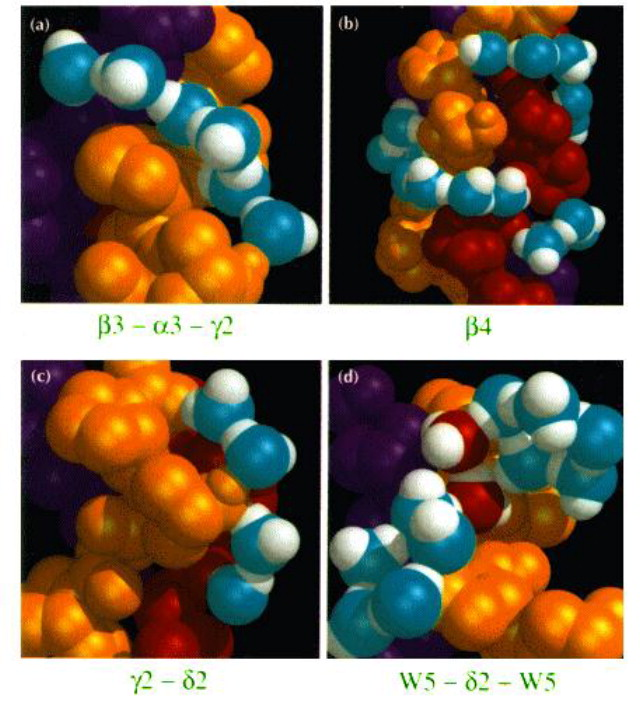 (a) (b)
β3 – α3 – γ2 β4
(c) (d)
γ2 – δ2 W5 – δ2 – W5